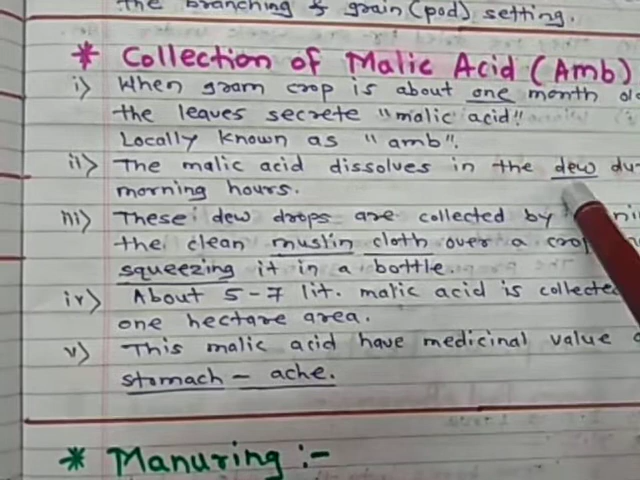 the branching & grain (pod) setting.
* Collection of Malic Acid (Amb)
i) When gram crop is about one month
the leaves secrete "malic acid".
Locally known as "amb".
ii) The malic acid dissolves in the dew
morning hours.
iii) These dew drops are collected by
the clean muslin cloth over a crop
squeezing it in a bottle.
iv) About 5-7 lit. malic acid is
one hectare area.
v) This malic acid have medicinal value
stomach - ache.
* Manuring :-